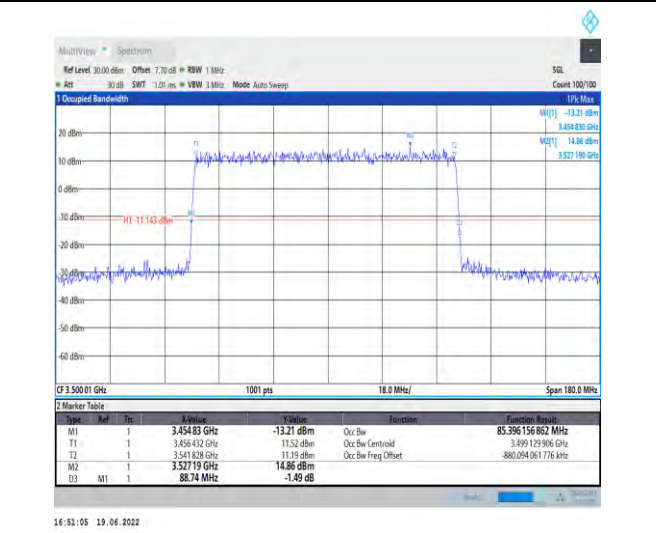 MultiView Spectrum
Ref Level 30.00 dBm Offset 7.70 dB RBW 1 MHz SGL
Att 30 dB SWT 1.01 ms VBW 3 MHz Mode Auto Sweep Count 100/100
1 Occupied Bandwidth 1Pk Max
M1[1] -13.21 dBm
3.454 830 GHz
M2[1] 14.86 dBm
3.527 190 GHz
20 dBm
T1 M2 T2
10 dBm
0 dBm
-10 dBm H1 -11.143 dBm M1 D3
-20 dBm
-30 dBm
-40 dBm
-50 dBm
-60 dBm
CF 3.500 01 GHz 1001 pts 18.0 MHz/ Span 180.0 MHz
2 Marker Table
Type Ref Trc X-Value Y-Value Function Function Result
M1 1 3.454 83 GHz -13.21 dBm Occ Bw 85.396 156 862 MHz
T1 1 3.456 432 GHz 11.52 dBm Occ Bw Centroid 3.499 129 906 GHz
T2 1 3.541 828 GHz 11.19 dBm Occ Bw Freq Offset -880.094 061 776 kHz
M2 1 3.527 19 GHz 14.86 dBm
D3 M1 1 88.74 MHz -1.49 dB
16:51:05 19.06.2022